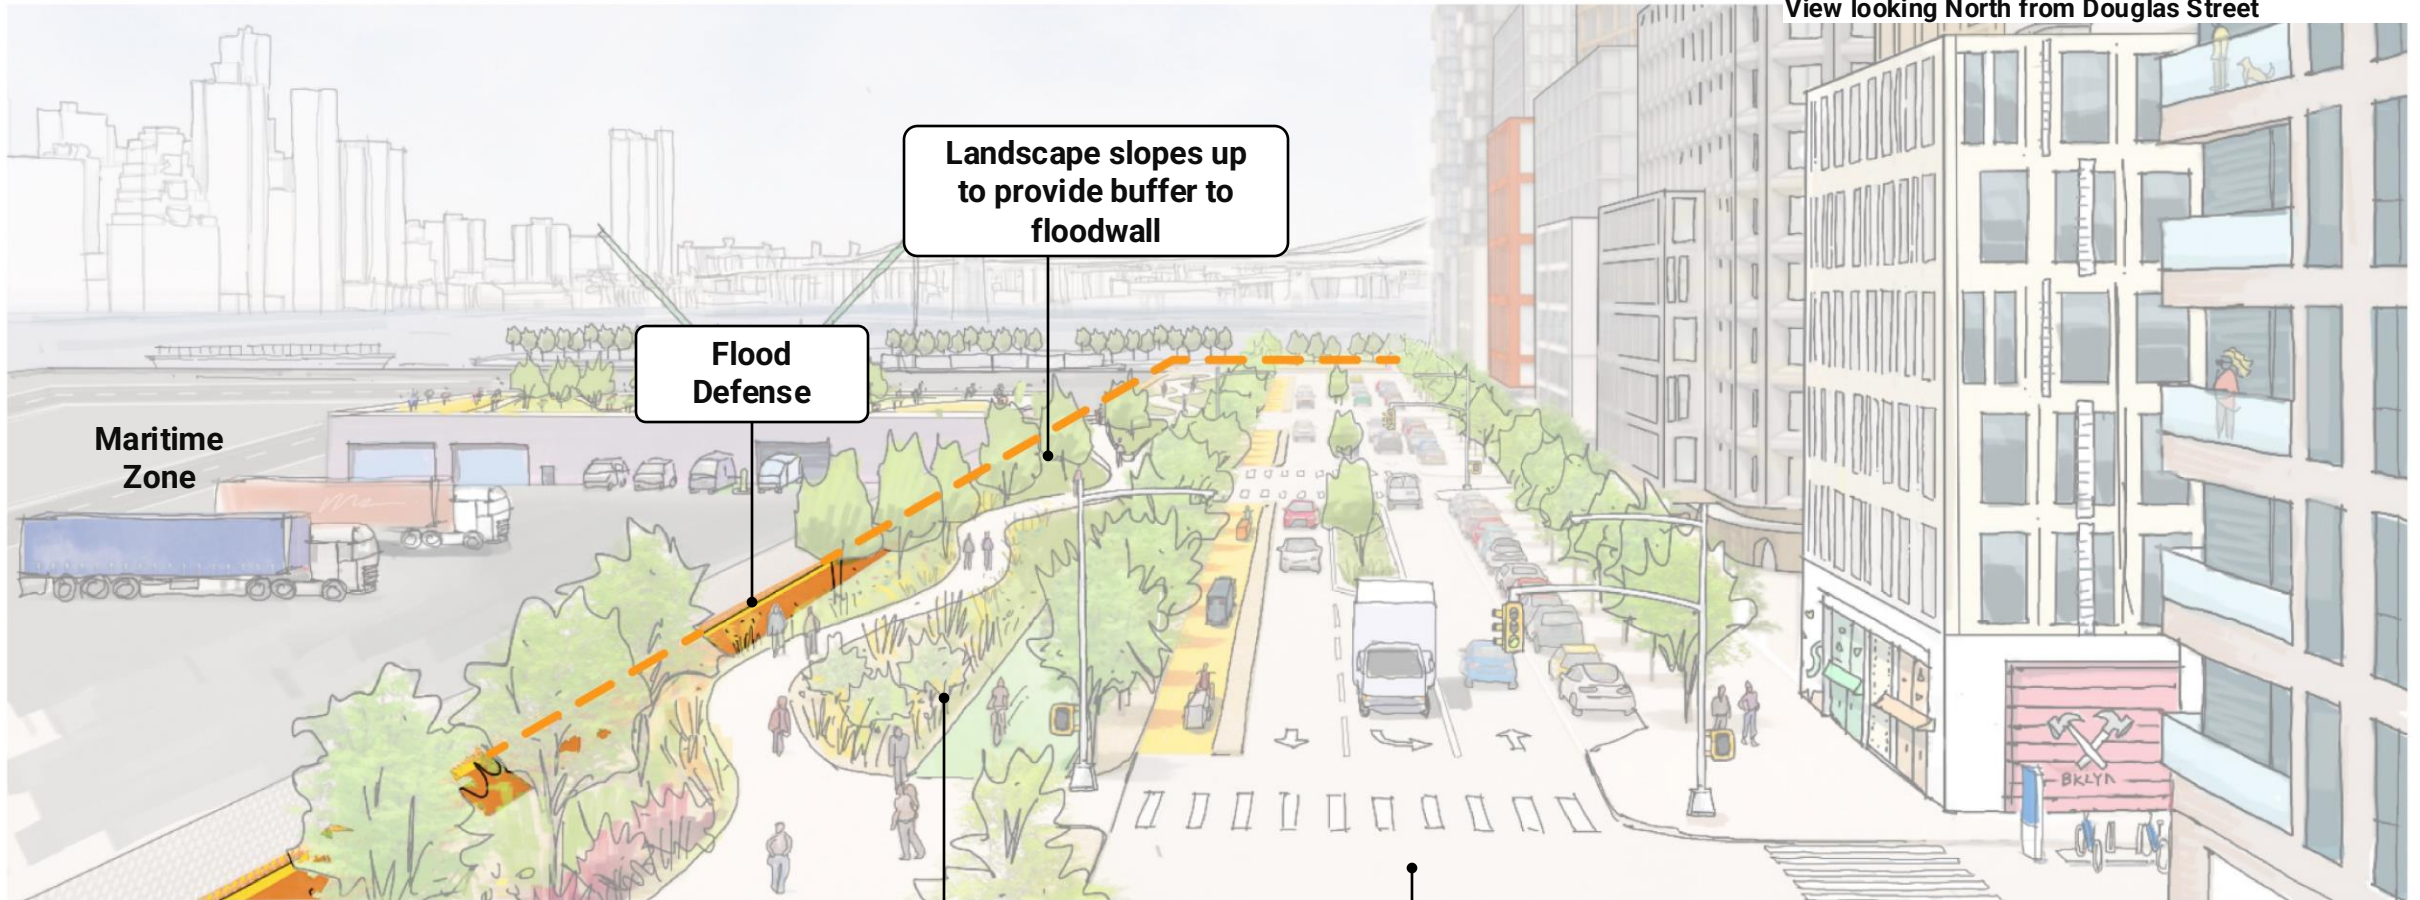 View looking North from Douglas Street
Landscape slopes up
to provide buffer to
floodwall
Flood
Defense
Maritime
Zone
BKLYN